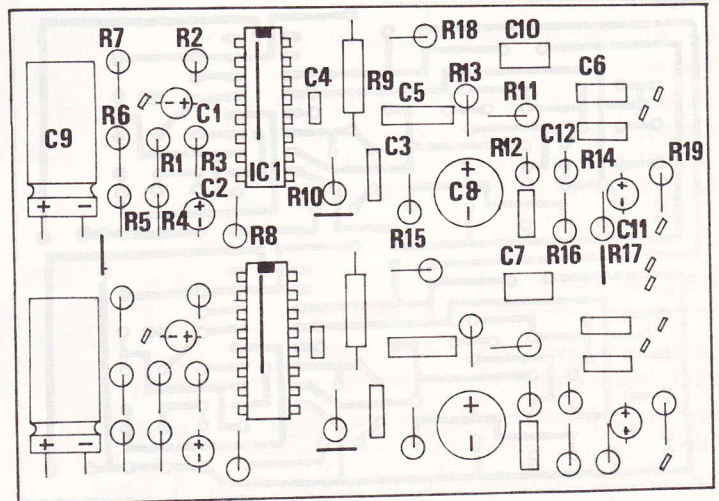 R7 R2 R18 C10
C4 R9 R13 C5 R11 C6
C9 R6 R1 R3 C1 C3 C12
IC1 R10 C8 R12 R14 R19
+ - R5 R4 C2 R8 R15 C7 R16 R17 C11